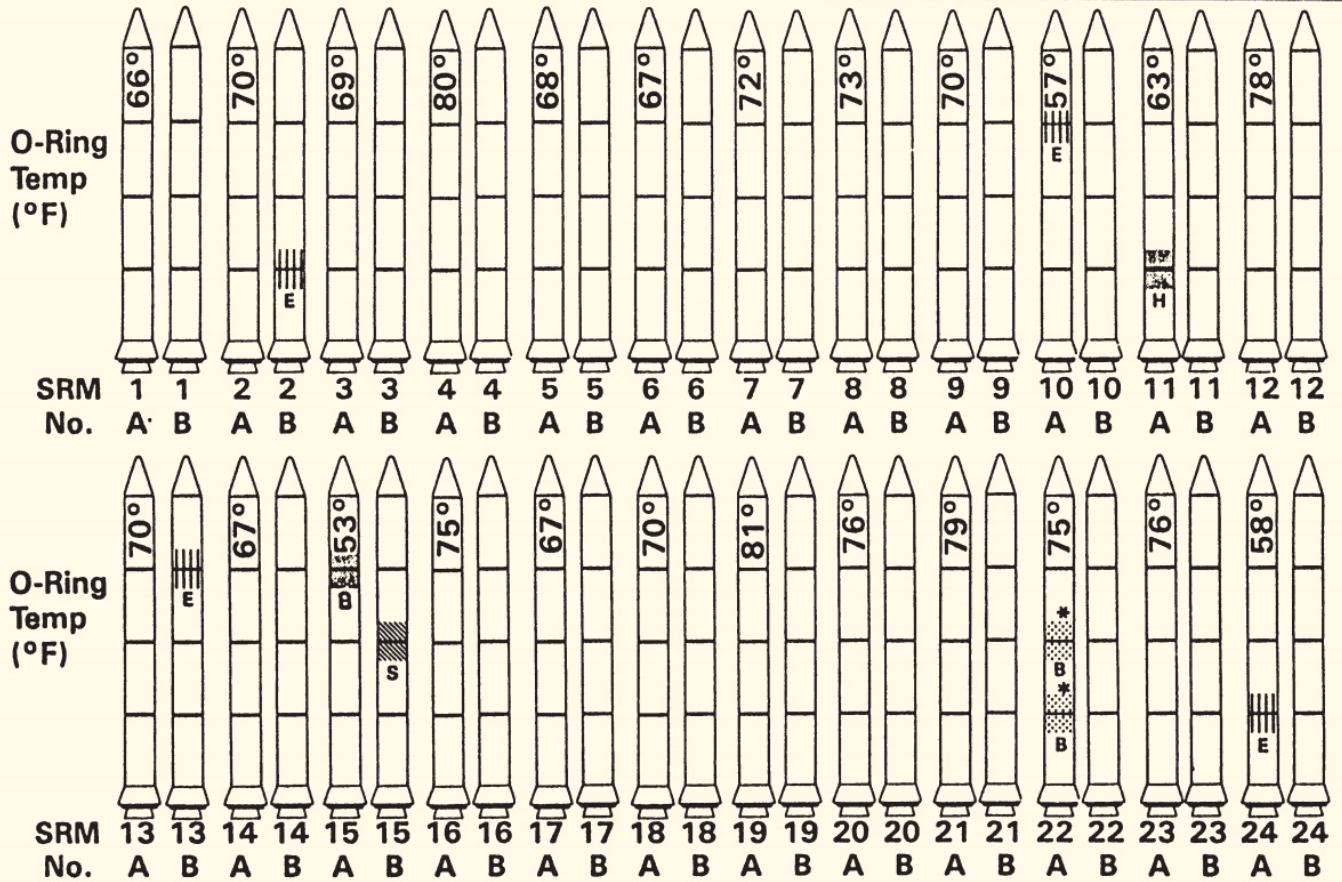 66° 70° 69° 80° 68° 67° 72° 73° 70° 57° 63° 78°
O-Ring
Temp
(°F)
E
E
H
SRM 1 1 2 2 3 3 4 4 5 5 6 6 7 7 8 8 9 9 10 10 11 11 12 12
No. A B A B A B A B A B A B A B A B A B A B A B A B
70° 67° 53° 75° 67° 70° 81° 76° 79° 75° 76° 58°
O-Ring
Temp
(°F)
E B
*
S B
*
B E
SRM 13 13 14 14 15 15 16 16 17 17 18 18 19 19 20 20 21 21 22 22 23 23 24 24
No. A B A B A B A B A B A B A B A B A B A B A B A B